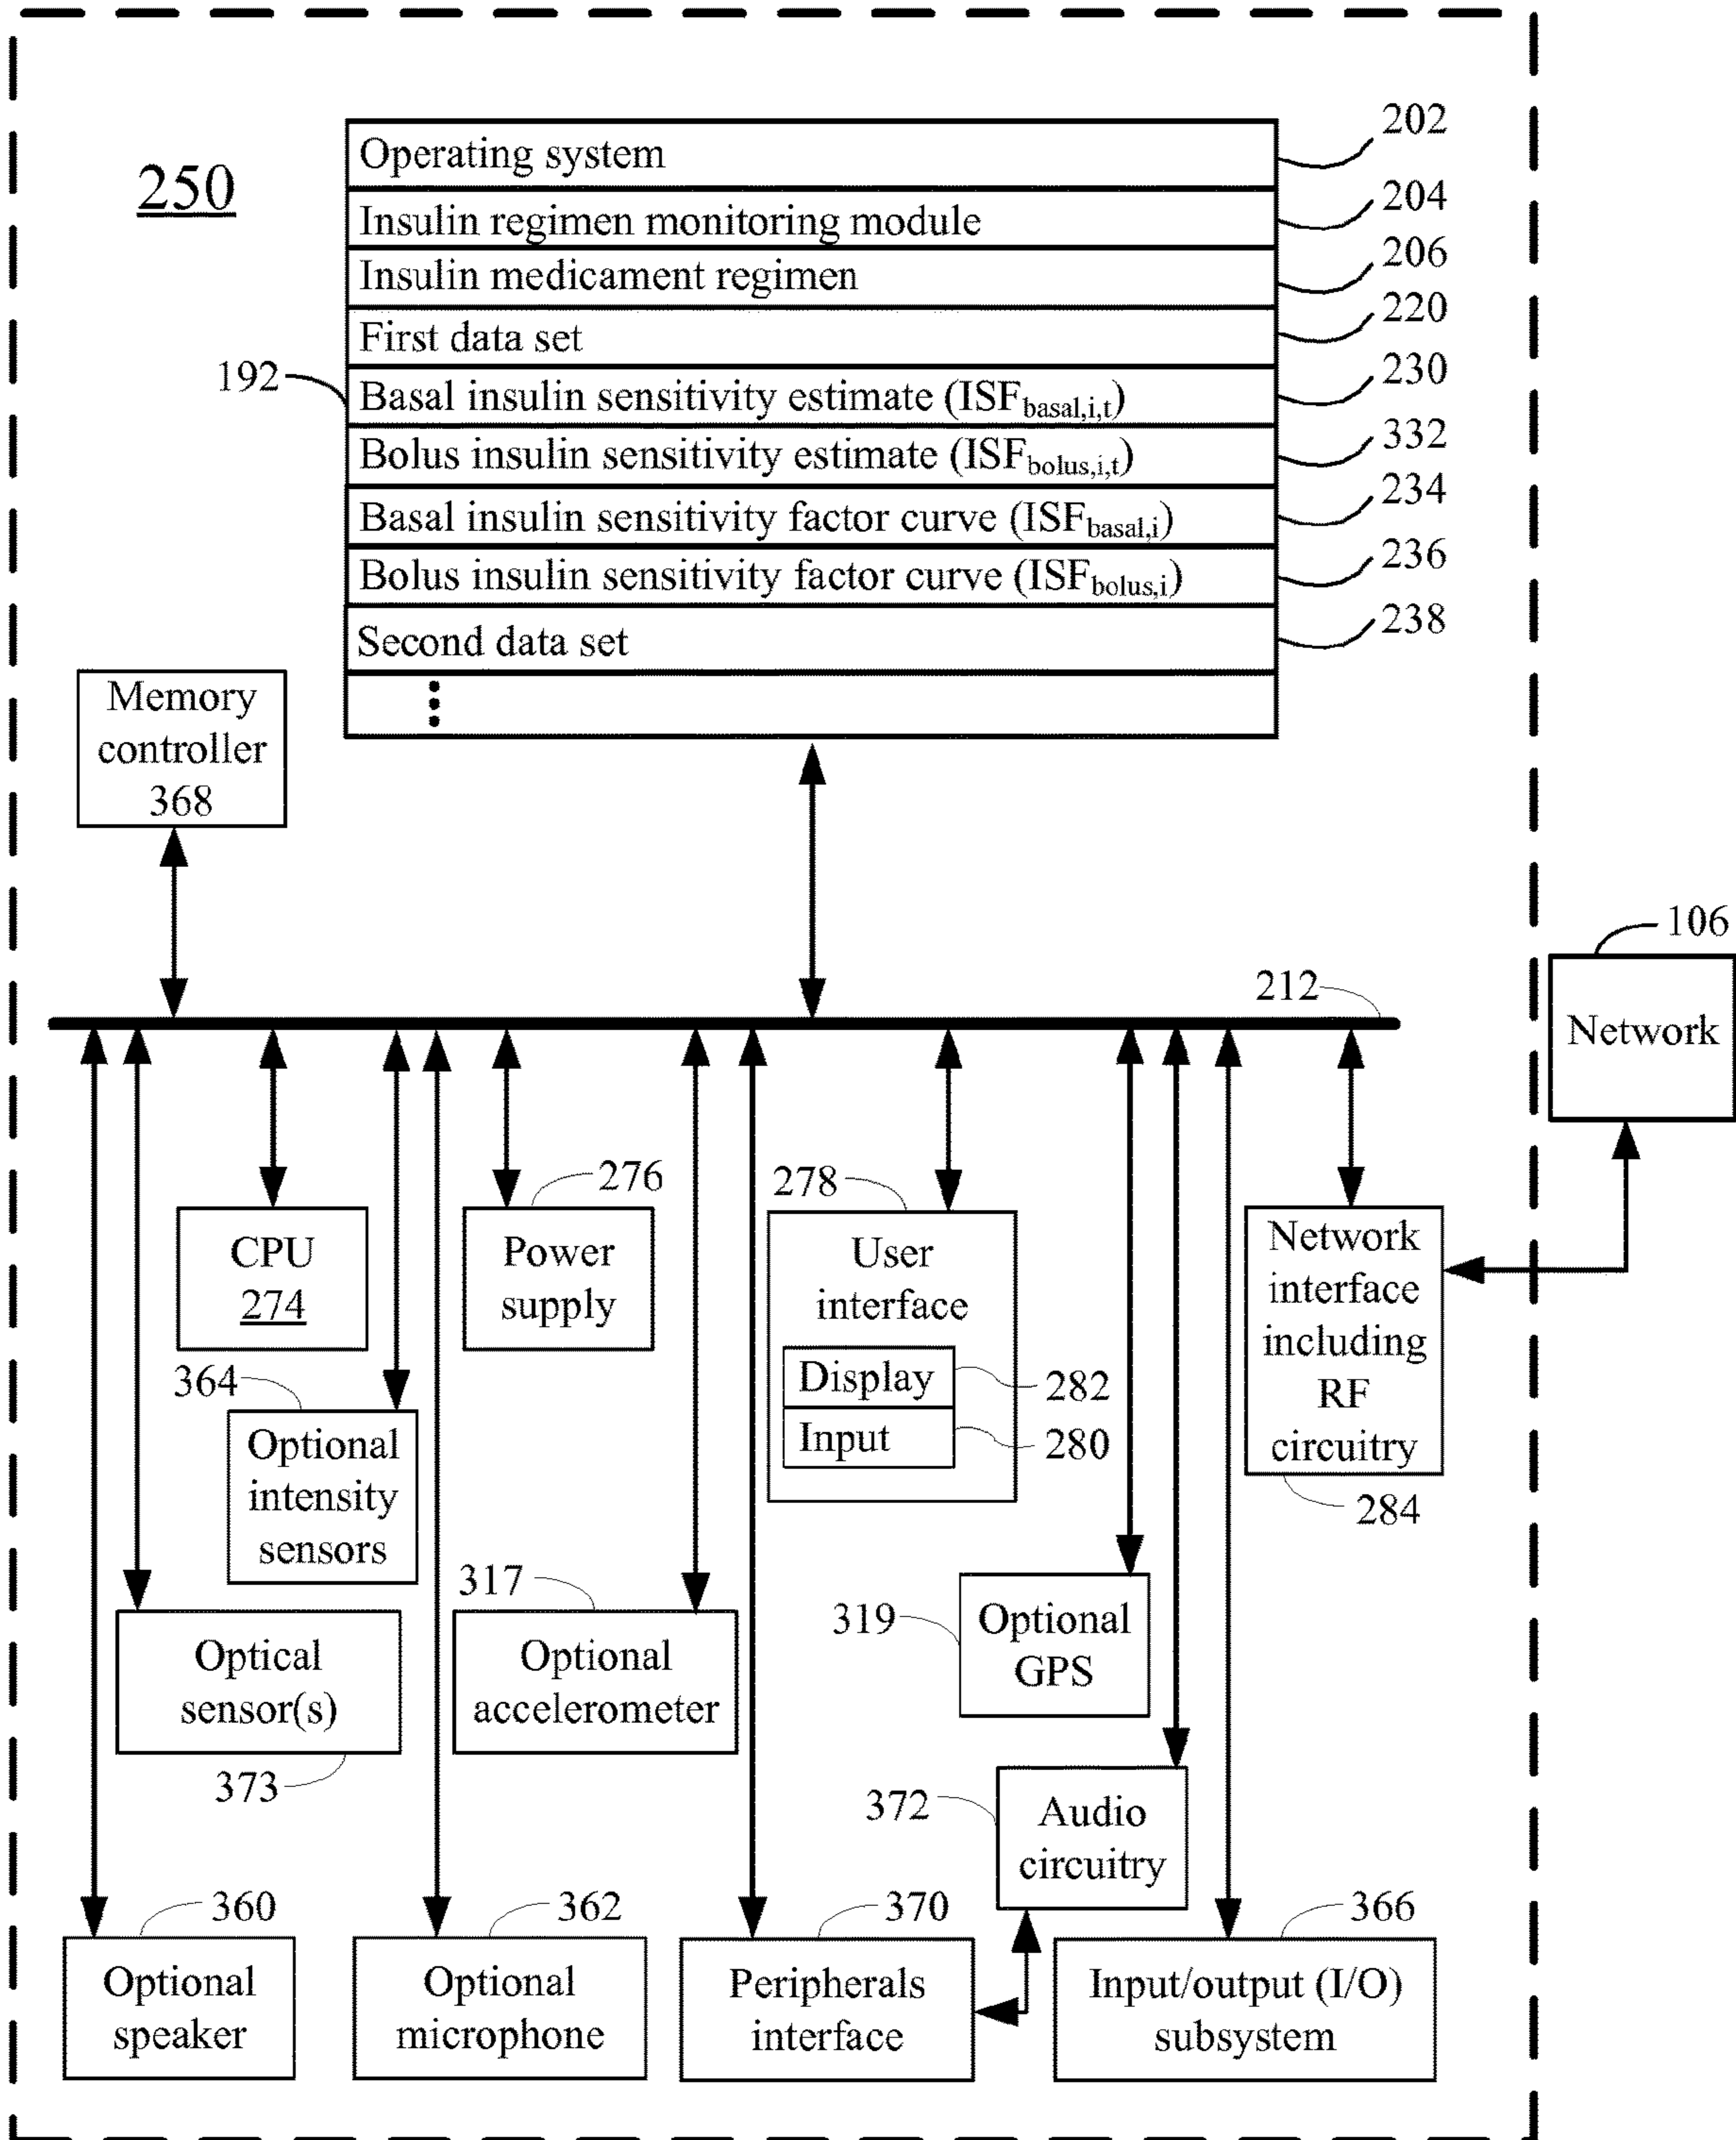 250
Operating system 202
Insulin regimen monitoring module 204
Insulin medicament regimen 206
First data set 220
192 Basal insulin sensitivity estimate (ISFbasal,i,t) 230
Bolus insulin sensitivity estimate (ISFbolus,i,t) 332
Basal insulin sensitivity factor curve (ISFbasal,i) 234
Bolus insulin sensitivity factor curve (ISFbolus,i) 236
Second data set 238
Memory
controller
368
106
Network
212
CPU
274
276
Power
supply
278
User
interface
Display 282
Input 280
Network
interface
including
RF
circuitry
284
364
Optional
intensity
sensors
Optical
sensor(s)
373
317
Optional
accelerometer
319
Optional
GPS
372
Audio
circuitry
360
Optional
speaker
362
Optional
microphone
370
Peripherals
interface
366
Input/output (I/O)
subsystem